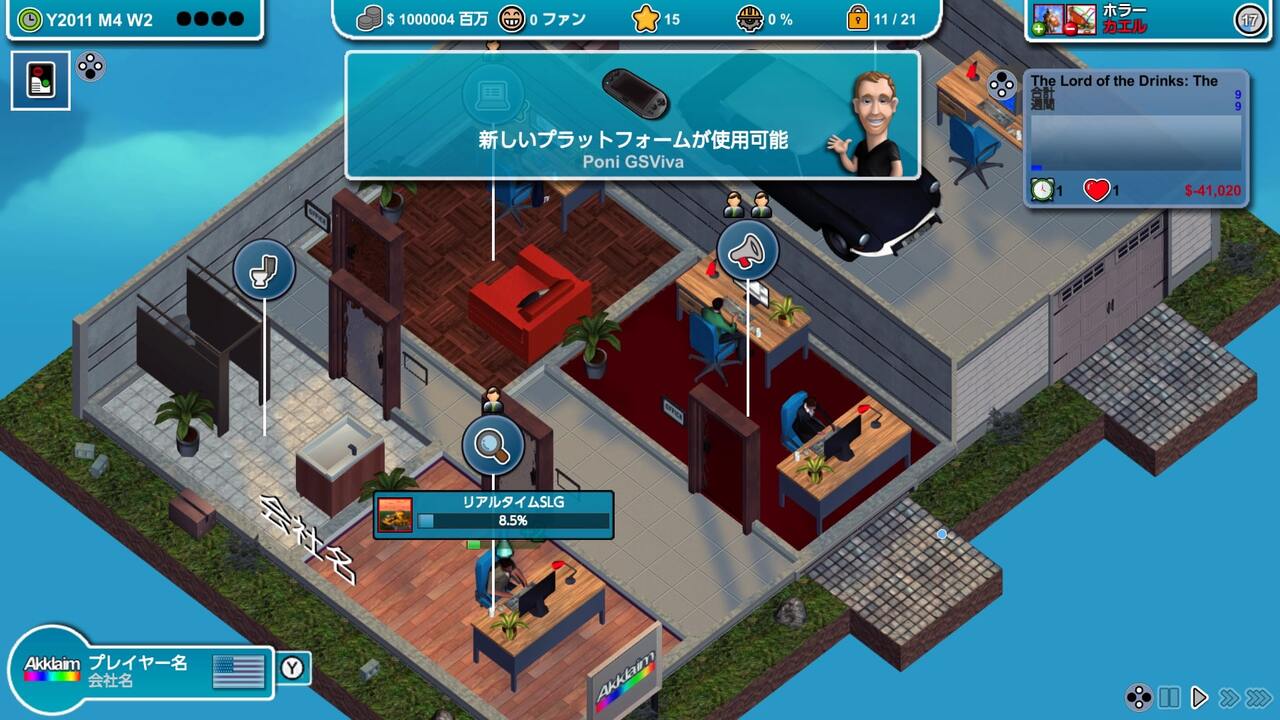 Y2011 M4 W2
$ 1000004 百万
0 ファン
15
0 %
11 / 21
ホラー
カエル
17
The Lord of the Drinks: The
会計 9
週間 9
1
1
$-41,020
新しいプラットフォームが使用可能
Poni GSViva
OFFICE
OFFICE
リアルタイムSLG
8.5%
会社名
Akklaim
Akklaim
プレイヤー名
会社名
Y